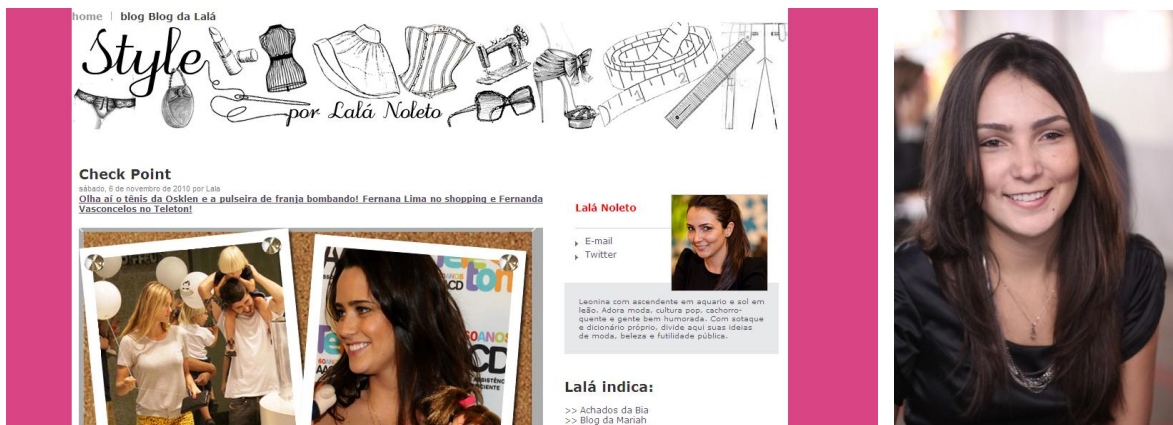 home | blog Blog da Lalá
Style
por Lalá Noleto
Check Point
sábado, 6 de novembro de 2010 por Lala
Olha aí o tênis da Osklen e a pulseira de franja bombando! Fernana Lima no shopping e Fernanda
Vasconcelos no Teleton!
Lalá Noleto
E-mail
Twitter
Leonina com ascendente em aquario e sol em
leão. Adora moda, cultura pop, cachorro-
quente e gente bem humorada. Com sotaque
e dicionário próprio, divide aqui suas ideias
de moda, beleza e futilidade pública.
Lalá indica:
>> Achados da Bia
>> Blog da Mariah